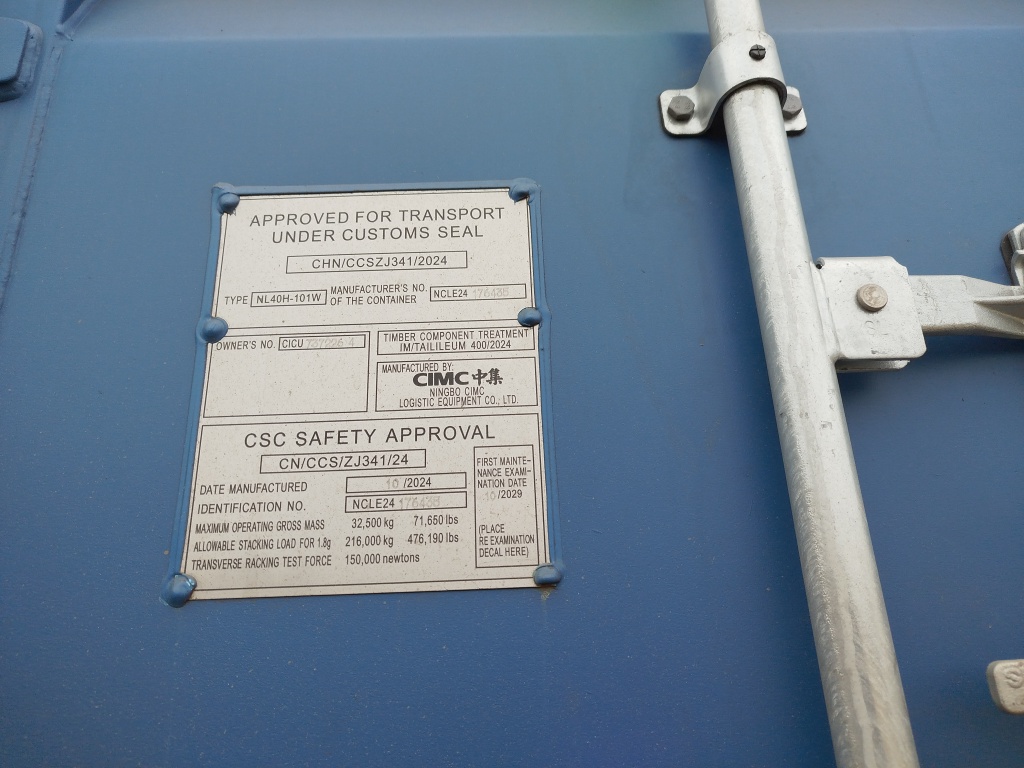 APPROVED FOR TRANSPORT
UNDER CUSTOMS SEAL
CHN/CCSZJ341/2024
TYPE NL40H-101W MANUFACTURER'S NO. OF THE CONTAINER NCLE24
OWNER'S NO. CICU
TIMBER COMPONENT TREATMENT
IM/TAILILEUM 400/2024
MANUFACTURED BY:
CIMC 中集
NINGBO CIMC
LOGISTIC EQUIPMENT CO., LTD.
CSC SAFETY APPROVAL
CN/CCS/ZJ341/24
DATE MANUFACTURED 10/2024
IDENTIFICATION NO. NCLE24
MAXIMUM OPERATING GROSS MASS 32,500 kg 71,650 lbs
ALLOWABLE STACKING LOAD FOR 1.8g 216,000 kg 476,190 lbs
TRANSVERSE RACKING TEST FORCE 150,000 newtons
FIRST MAINTE-
NANCE EXAMI-
NATION DATE
10/2029
(PLACE
RE EXAMINATION
DECAL HERE)